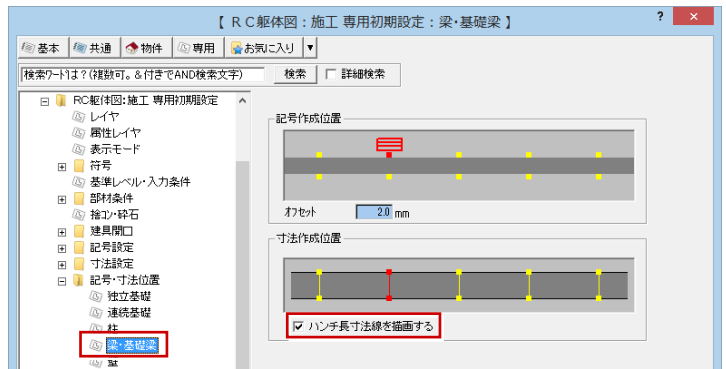 【 RC躯体図：施工 専用初期設定：梁・基礎梁 】
? ×
基本 共通 物件 専用 お気に入り ▼
検索ワードは？(複数可。&付きでAND検索文字) 検索 詳細検索
RC躯体図:施工 専用初期設定
レイヤ
属性レイヤ
表示モード
符号
基準レベル・入力条件
部材条件
捨コン・砕石
建具開口
記号設定
寸法設定
記号・寸法位置
独立基礎
連続基礎
柱
梁・基礎梁
壁
記号作成位置
オフセット 2.0 mm
寸法作成位置
ハンチ長寸法線を描画する